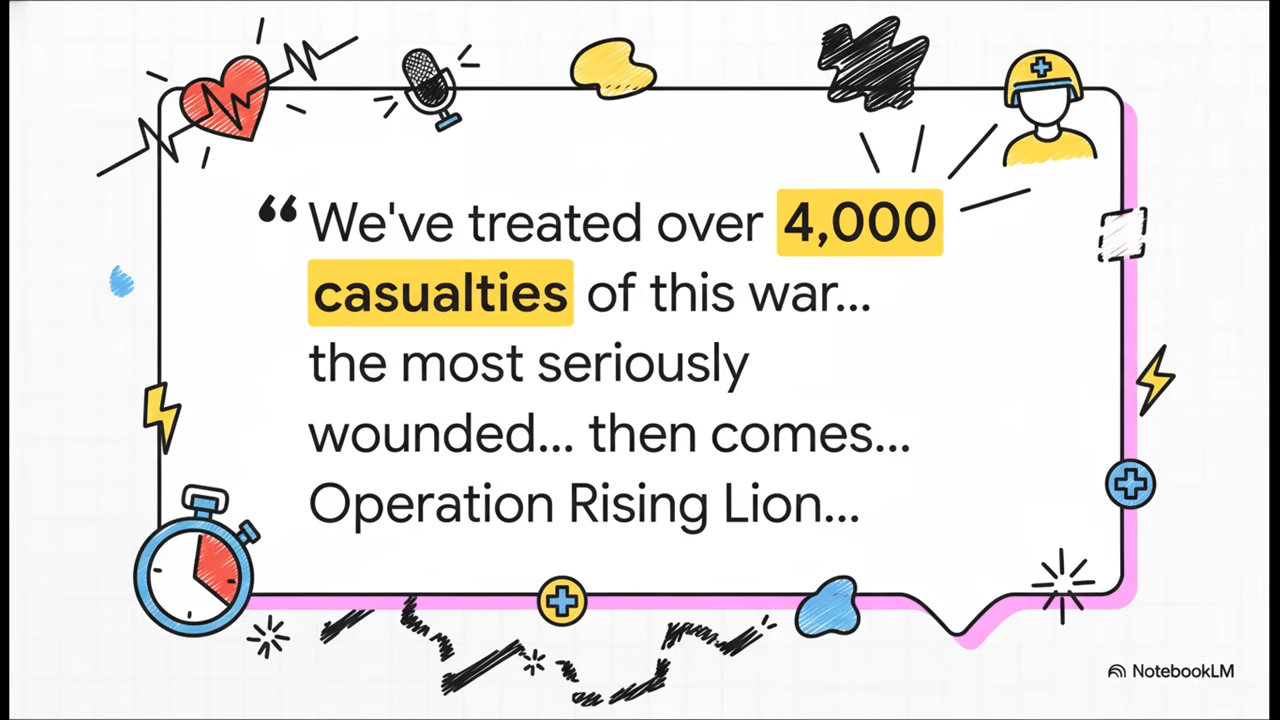 “We've treated over 4,000
casualties of this war...
the most seriously
wounded... then comes...
Operation Rising Lion...
NotebookLM